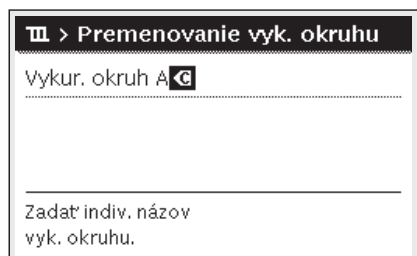 > Premenovanie vyk. okruhu
Vykur. okruh A C
Zadať indiv. názov
vyk. okruhu.